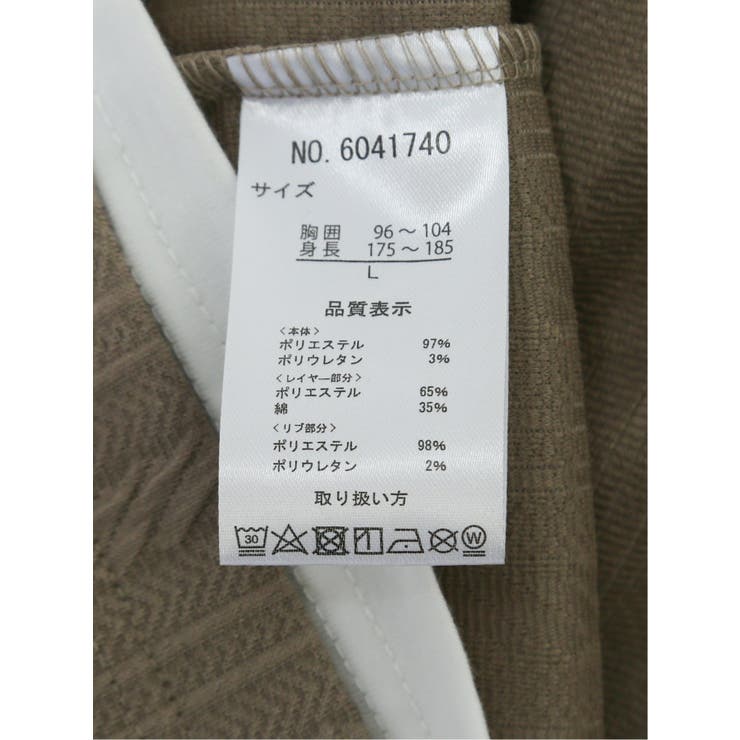 NO. 6041740
サイズ
胸囲 96～104
身長 175～185
L
品質表示
＜本体＞
ポリエステル 97%
ポリウレタン 3%
＜レイヤー部分＞
ポリエステル 65%
綿 35%
＜リブ部分＞
ポリエステル 98%
ポリウレタン 2%
取り扱い方
30 W